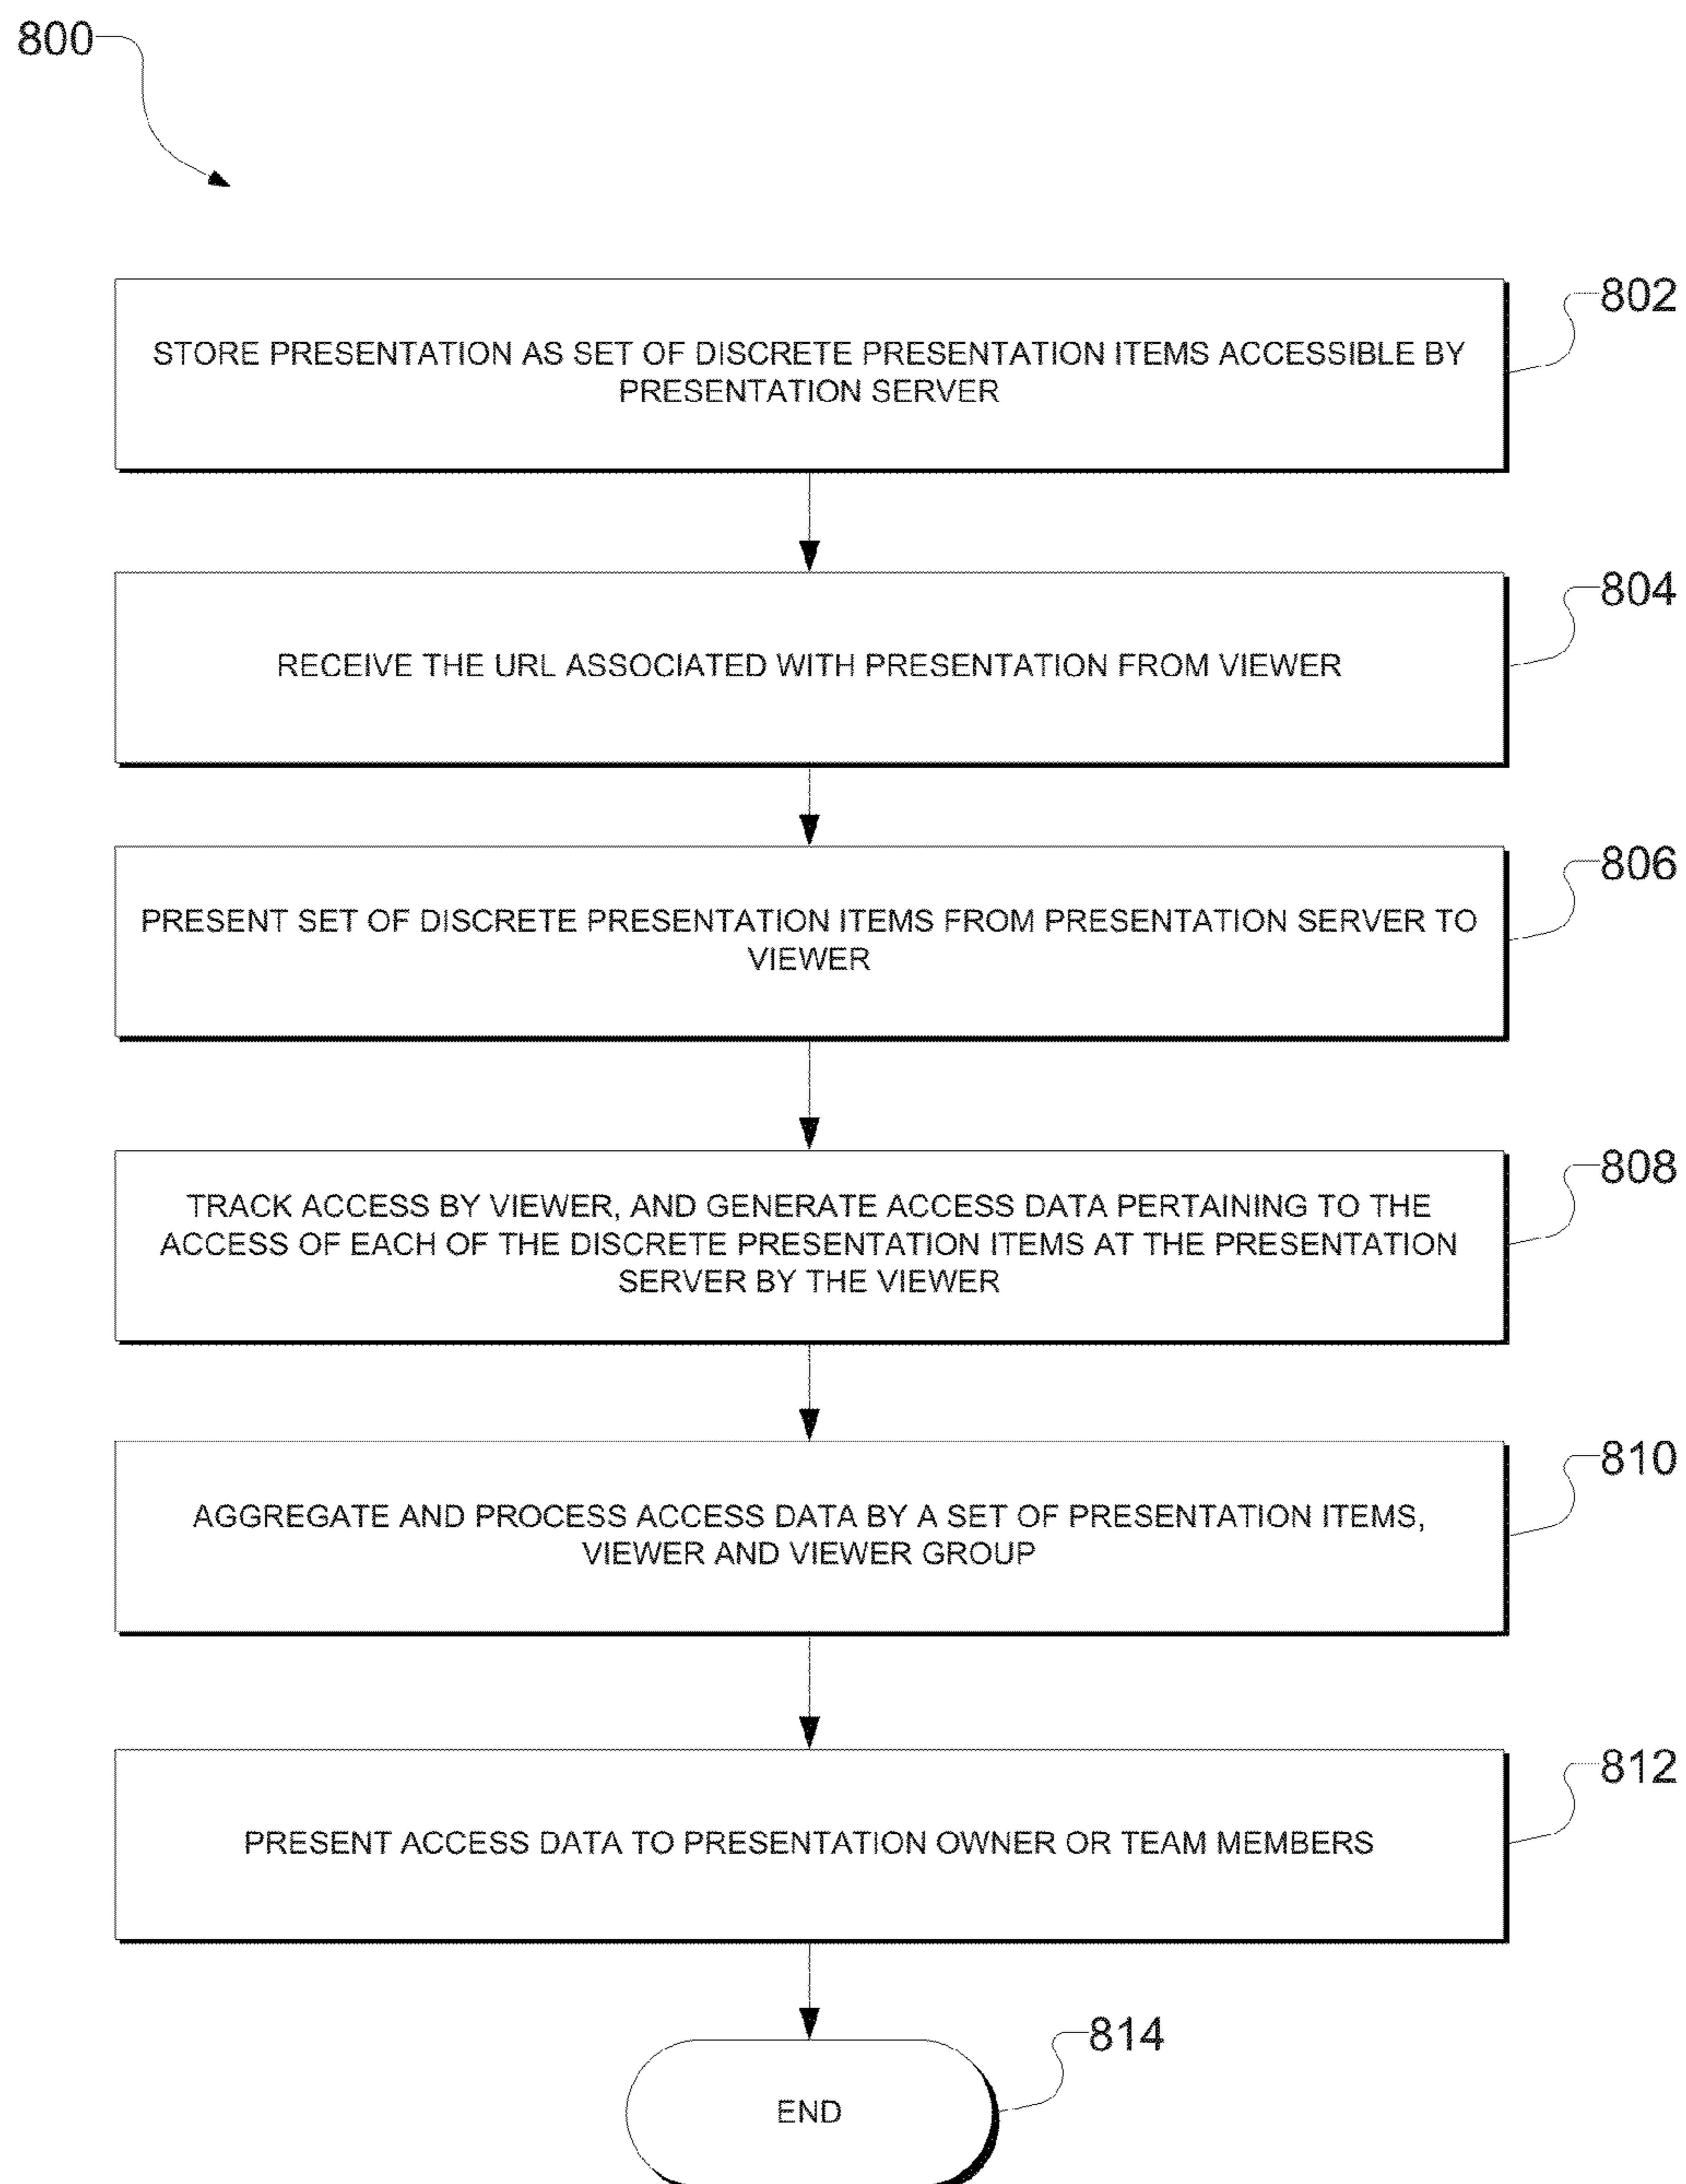 800
802
STORE PRESENTATION AS SET OF DISCRETE PRESENTATION ITEMS ACCESSIBLE BY
PRESENTATION SERVER
804
RECEIVE THE URL ASSOCIATED WITH PRESENTATION FROM VIEWER
806
PRESENT SET OF DISCRETE PRESENTATION ITEMS FROM PRESENTATION SERVER TO
VIEWER
808
TRACK ACCESS BY VIEWER, AND GENERATE ACCESS DATA PERTAINING TO THE
ACCESS OF EACH OF THE DISCRETE PRESENTATION ITEMS AT THE PRESENTATION
SERVER BY THE VIEWER
810
AGGREGATE AND PROCESS ACCESS DATA BY A SET OF PRESENTATION ITEMS,
VIEWER AND VIEWER GROUP
812
PRESENT ACCESS DATA TO PRESENTATION OWNER OR TEAM MEMBERS
814
END